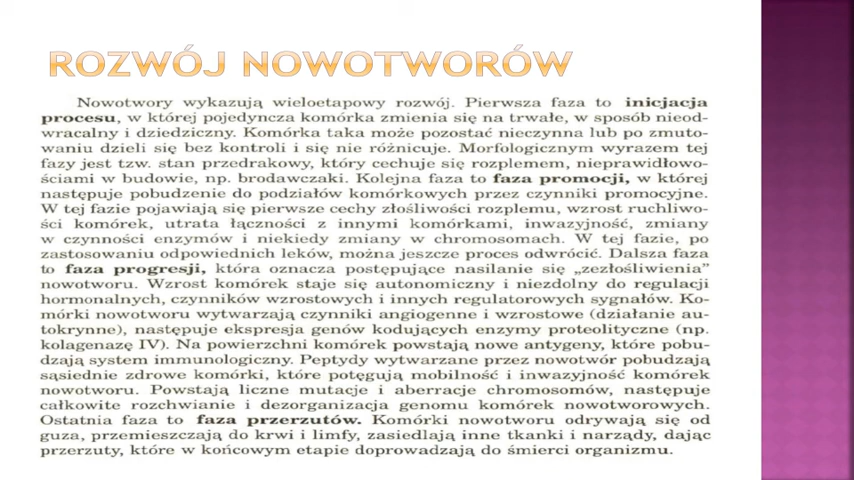 ROZWÓJ NOWOTWORÓW
Nowotwory wykazują wieloetapowy rozwój. Pierwsza faza to inicjacja
procesu, w której pojedyncza komórka zmienia się na trwałe, w sposób nieod-
wracalny i dziedziczny. Komórka taka może pozostać nieczynna lub po zmuto-
waniu dzieli się bez kontroli i się nie różnicuje. Morfologicznym wyrazem tej
fazy jest tzw. stan przedrakowy, który cechuje się rozplemem, nieprawidłowo-
ściami w budowie, np. brodawczaki. Kolejna faza to faza promocji, w której
następuje pobudzenie do podziałów komórkowych przez czynniki promocyjne.
W tej fazie pojawiają się pierwsze cechy złośliwości rozplemu, wzrost ruchliwo-
ści komórek, utrata łączności z innymi komórkami, inwazyjność, zmiany
w czynności enzymów i niekiedy zmiany w chromosomach. W tej fazie, po
zastosowaniu odpowiednich leków, można jeszcze proces odwrócić. Dalsza faza
to faza progresji, która oznacza postępujące nasilanie się „zezłośliwienia”
nowotworu. Wzrost komórek staje się autonomiczny i niezdolny do regulacji
hormonalnych, czynników wzrostowych i innych regulatorowych sygnałów. Ko-
mórki nowotworu wytwarzają czynniki angiogenne i wzrostowe (działanie au-
tokrynne), następuje ekspresja genów kodujących enzymy proteolityczne (np.
kolagenazę IV). Na powierzchni komórek powstają nowe antygeny, które pobu-
dzają system immunologiczny. Peptydy wytwarzane przez nowotwór pobudzają
sąsiednie zdrowe komórki, które potęgują mobilność i inwazyjność komórek
nowotworu. Powstają liczne mutacje i aberracje chromosomów, następuje
całkowite rozchwianie i dezorganizacja genomu komórek nowotworowych.
Ostatnia faza to faza przerzutów. Komórki nowotworu odrywają się od
guza, przemieszczają do krwi i limfy, zasiedlają inne tkanki i narządy, dając
przerzuty, które w końcowym etapie doprowadzają do śmierci organizmu.